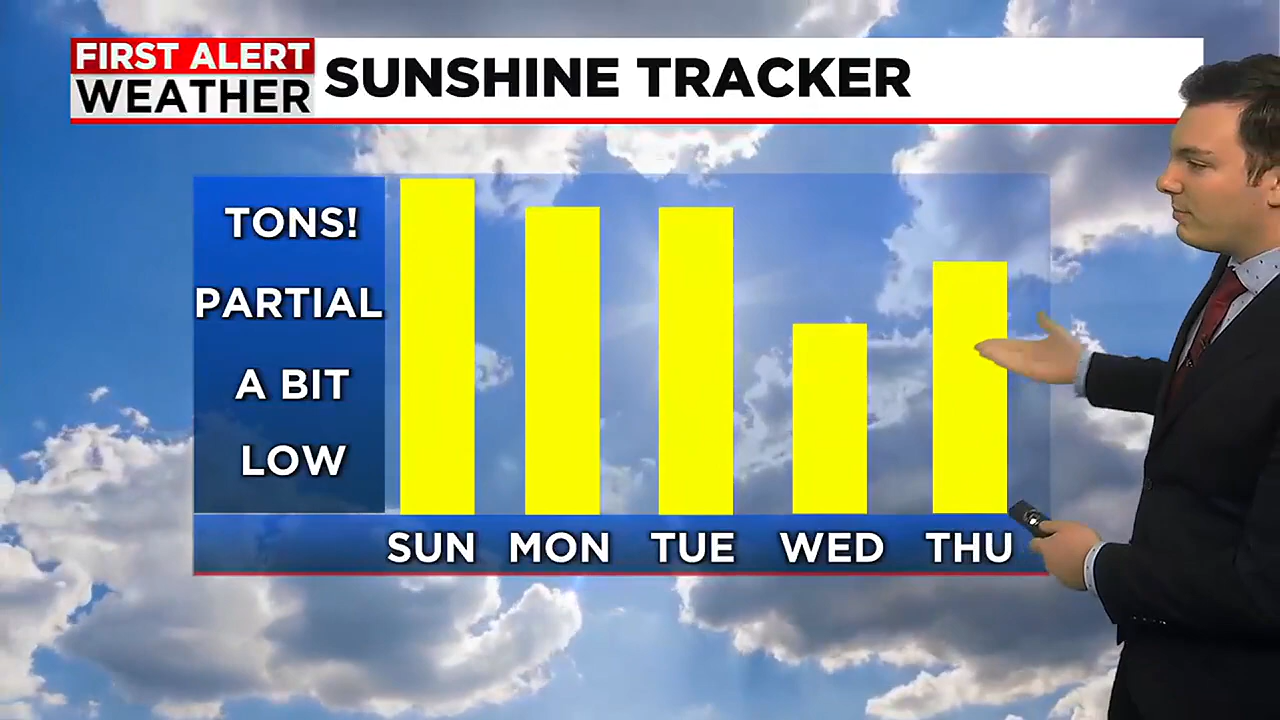 FIRST ALERT
WEATHER
SUNSHINE TRACKER
TONS!
PARTIAL
A BIT
LOW
SUN MON TUE WED THU